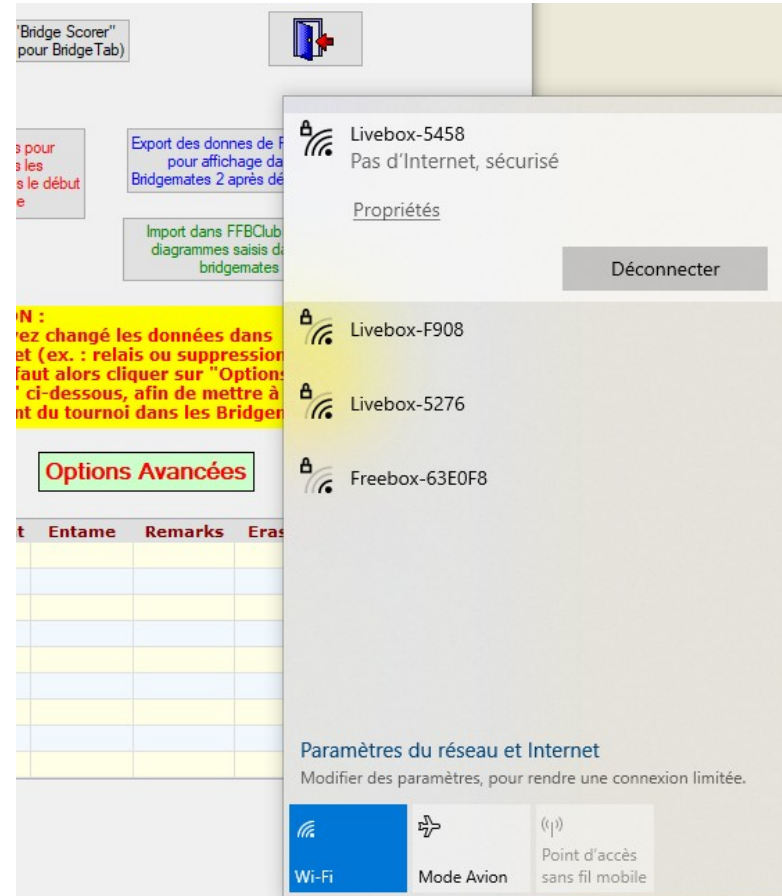 "Bridge Scorer"
pour BridgeTab)
s pour
s les
s le début
e
Export des donnes de F
pour affichage da
Bridgemates 2 après dé
Import dans FFBClub
diagrammes saisis da
bridgemates
N :
ez changé les données dans
et (ex. : relais ou suppression
faut alors cliquer sur "Options
" ci-dessous, afin de mettre à
nt du tournoi dans les Bridgem
Options Avancées
t Entame Remarks Eras
Livebox-5458
Pas d'Internet, sécurisé
Propriétés
Déconnecter
Livebox-F908
Livebox-5276
Freebox-63E0F8
Paramètres du réseau et Internet
Modifier des paramètres, pour rendre une connexion limitée.
Wi-Fi
Mode Avion
Point d'accès
sans fil mobile